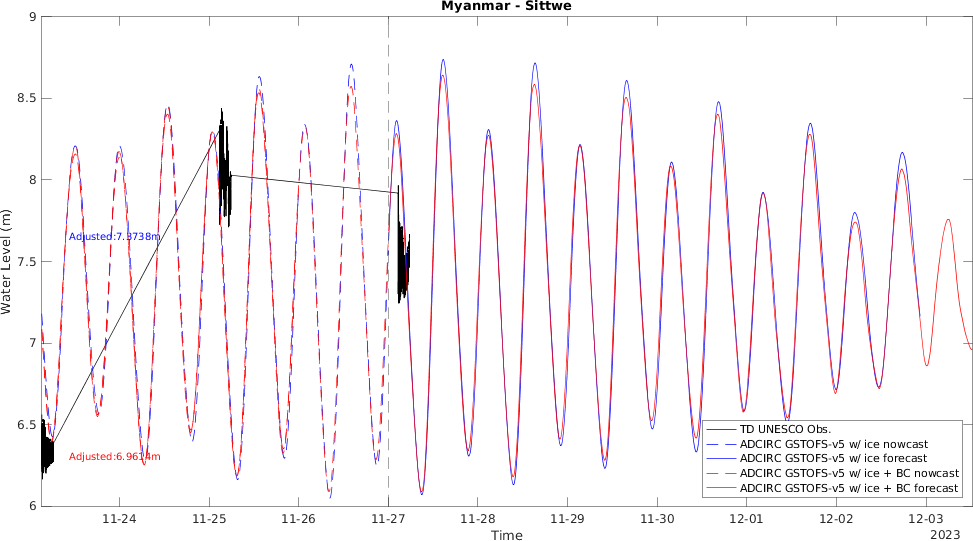 Myanmar - Sittwe
9
8.5
8
7.5
7
6.5
6
Water Level (m)
Adjusted:7.3738m
Adjusted:6.9614m
TD UNESCO Obs.
ADCIRC GSTOFS-v5 w/ ice nowcast
ADCIRC GSTOFS-v5 w/ ice forecast
ADCIRC GSTOFS-v5 w/ ice + BC nowcast
ADCIRC GSTOFS-v5 w/ ice + BC forecast
11-24 11-25 11-26 11-27 11-28 11-29 11-30 12-01 12-02 12-03
Time
2023